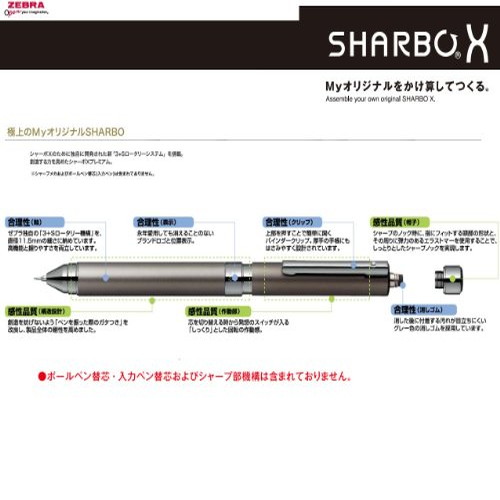 ZEBRA
SHARBO X
®
Myオリジナルをかけ算してつくる。
Assemble your own original SHARBO X.
極上のMyオリジナルSHARBO
シャーボXのために独自に開発された新「3+Sロータリーシステム」を搭載。
創造する力を高めたシャーボXプレミアム。
※シャープメカおよびボールペン替芯(入力ペン)は含まれておりません。
合理性(軸)
ゼブラ独自の「3+Sロータリー機構」を、
直径11.5mmの細さに納めています。
高機能と握りやすさを両立しています。
合理性(表示)
永年愛用しても消えることのない
ブランドロゴと位置表示。
合理性(クリップ)
上部を押すことで簡単に開く
バインダークリップ。厚手の手帳にも
はさみやすく設計されています。
感性品質(帽子)
シャープのノック時に、指にフィットする球面の形状と、
その周りに弾力のあるエラストマーを使用することで、
しっとりとしたシャープノックを実現します。
感性品質(構造設計)
創造を妨げないよう「ペンを振った際のガタつき」を
改良し、製品全体の極性を高めました。
感性品質(作動部)
芯を切り替える時から発想のスイッチが入る
「しっくり」とした回転の作動感。
合理性(消しゴム)
消した後に付着する汚れが目立ちにくい
グレー色の消しゴムを採用しています。
●ボールペン替芯・入力ペン替芯およびシャープ部機構は含まれておりません。